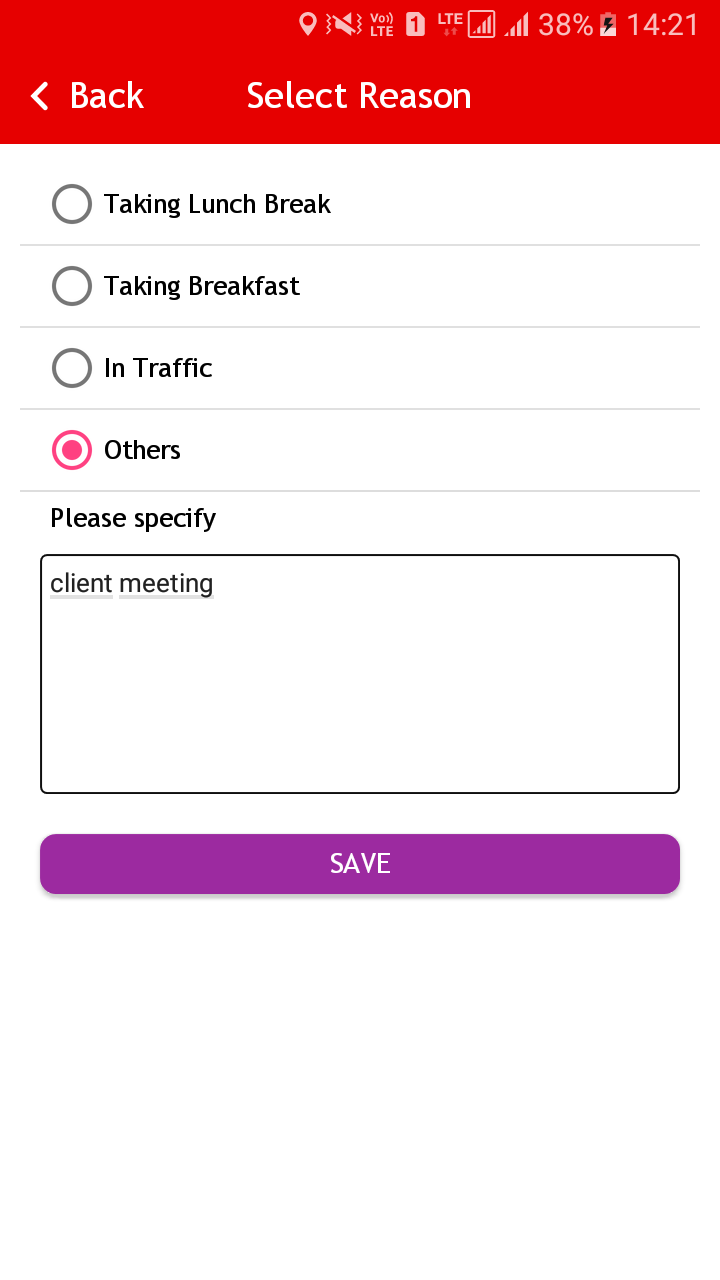 Vo)) LTE 1 LTE 38% 14:21
Back Select Reason
Taking Lunch Break
Taking Breakfast
In Traffic
Others
Please specify
client meeting
SAVE